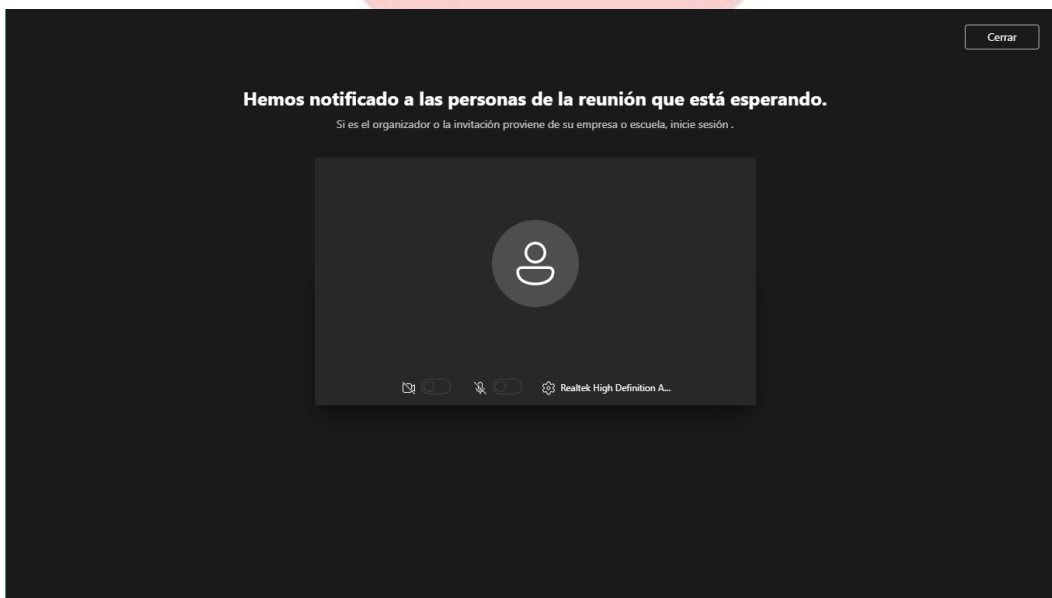 Cerrar
Hemos notificado a las personas de la reunión que está esperando.
Si es el organizador o la invitación proviene de su empresa o escuela, inicie sesión .
Realtek High Definition A...